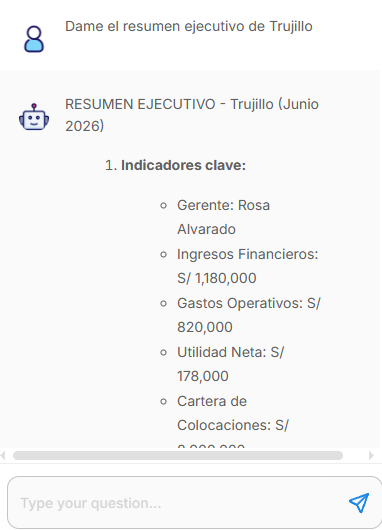 Dame el resumen ejecutivo de Trujillo
RESUMEN EJECUTIVO - Trujillo (Junio
2026)
1. Indicadores clave:
Gerente: Rosa
Alvarado
Ingresos Financieros:
S/ 1,180,000
Gastos Operativos: S/
820,000
Utilidad Neta: S/
178,000
Cartera de
Colocaciones: S/
Type your question...